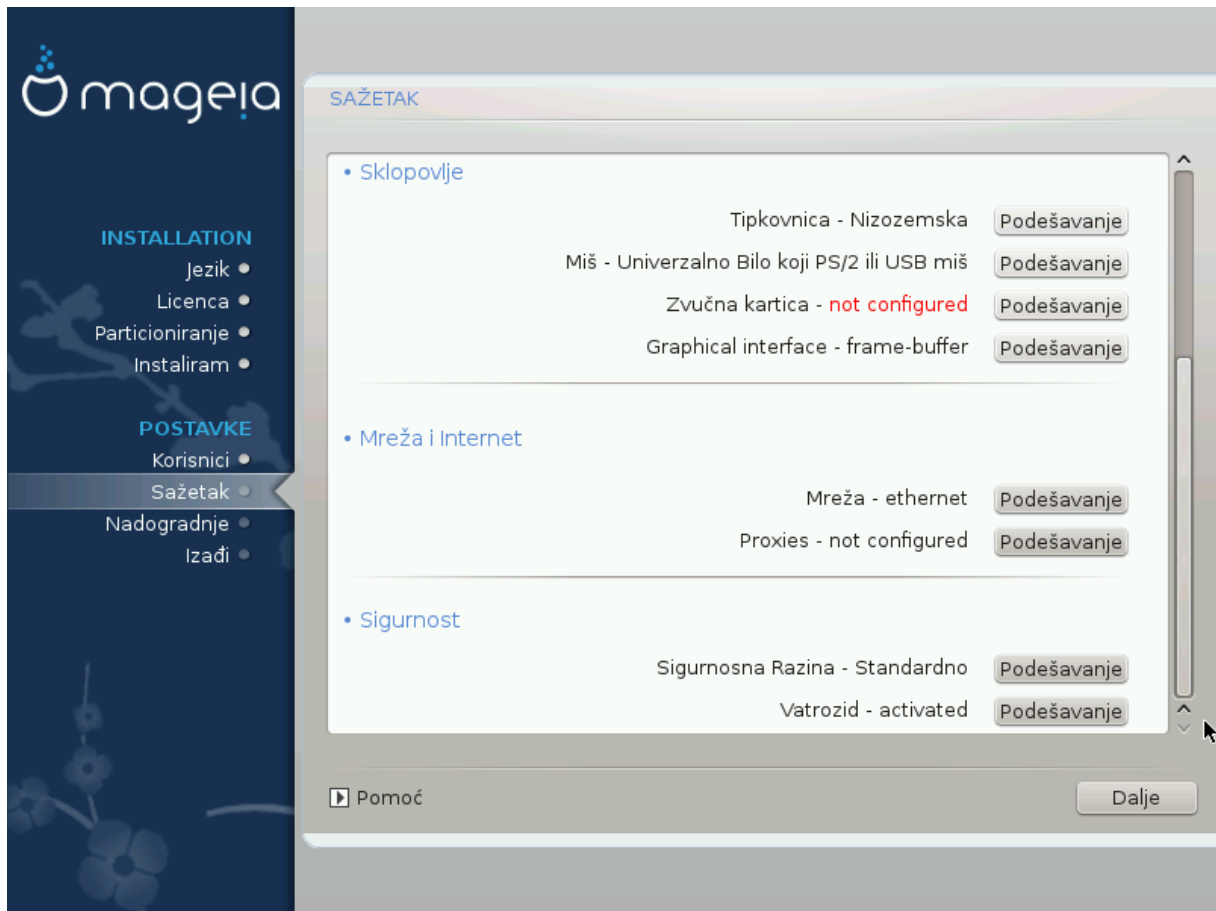 mageia
INSTALLATION
Jezik
Licenca
Particioniranje
Instaliram
POSTAVKE
Korisnici
Sažetak
Nadogradnje
Izađi
SAŽETAK
• Sklopovlje
Tipkovnica - Nizozemska Podešavanje
Miš - Univerzalno Bilo koji PS/2 ili USB miš Podešavanje
Zvučna kartica - not configured Podešavanje
Graphical interface - frame-buffer Podešavanje
• Mreža i Internet
Mreža - ethernet Podešavanje
Proxies - not configured Podešavanje
• Sigurnost
Sigurnosna Razina - Standardno Podešavanje
Vatrozid - activated Podešavanje
Pomoć
Dalje